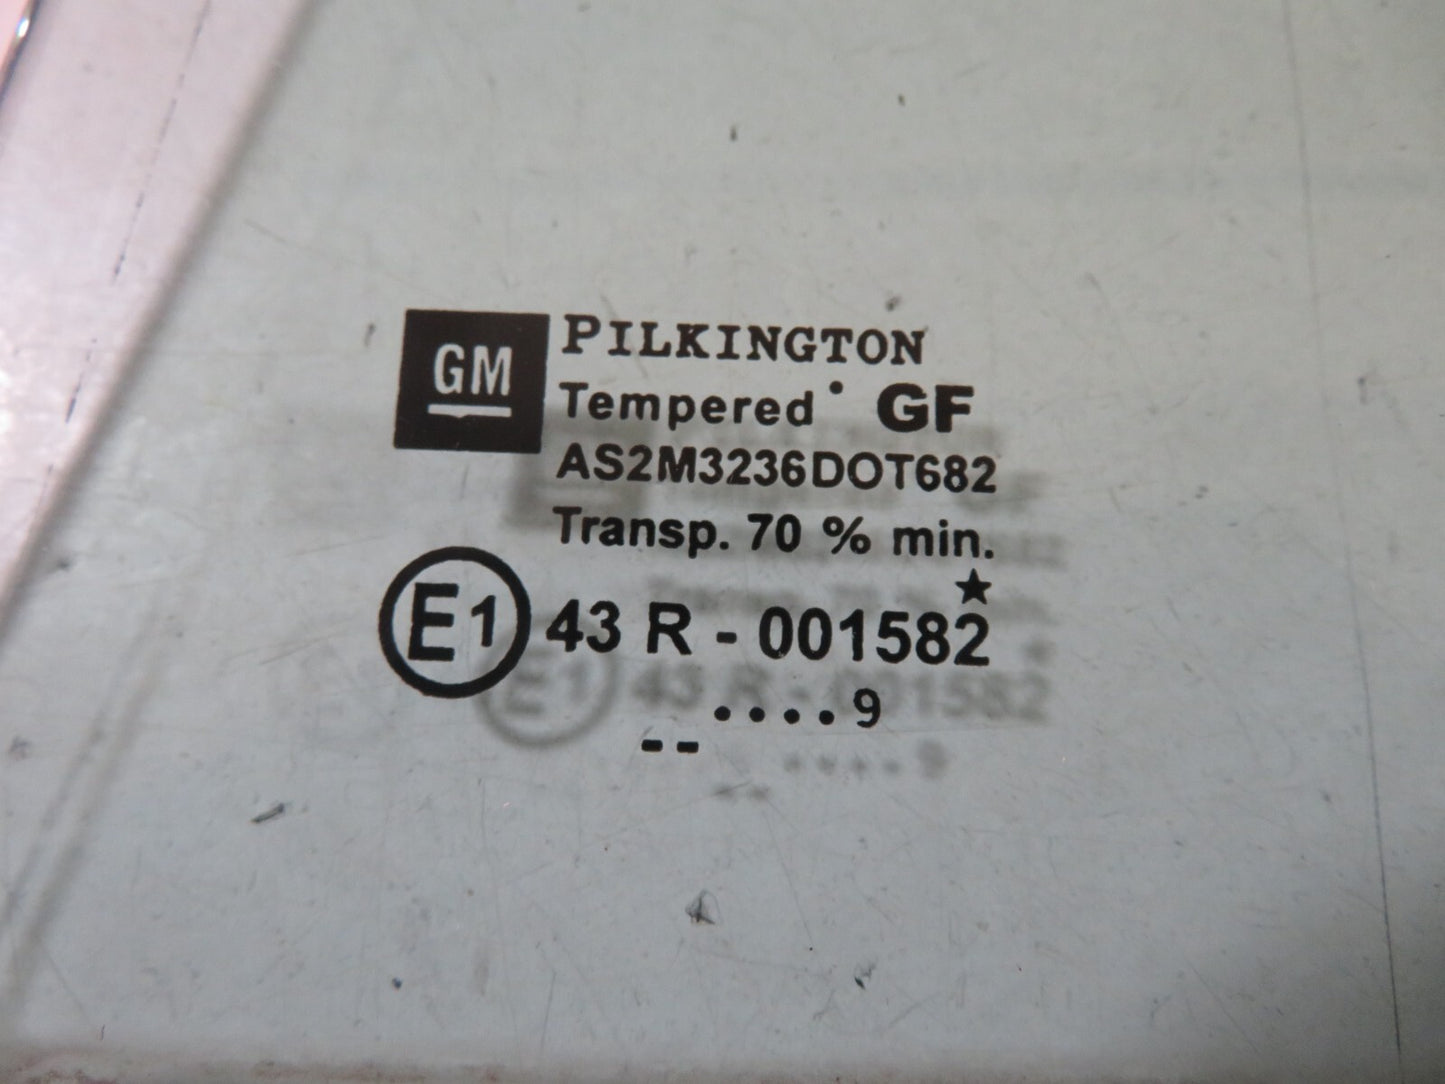 GM
PILKINGTON
Tempered • GF
AS2M3236DOT682
Transp. 70 % min.
★
E1 43 R - 001582
....9
--